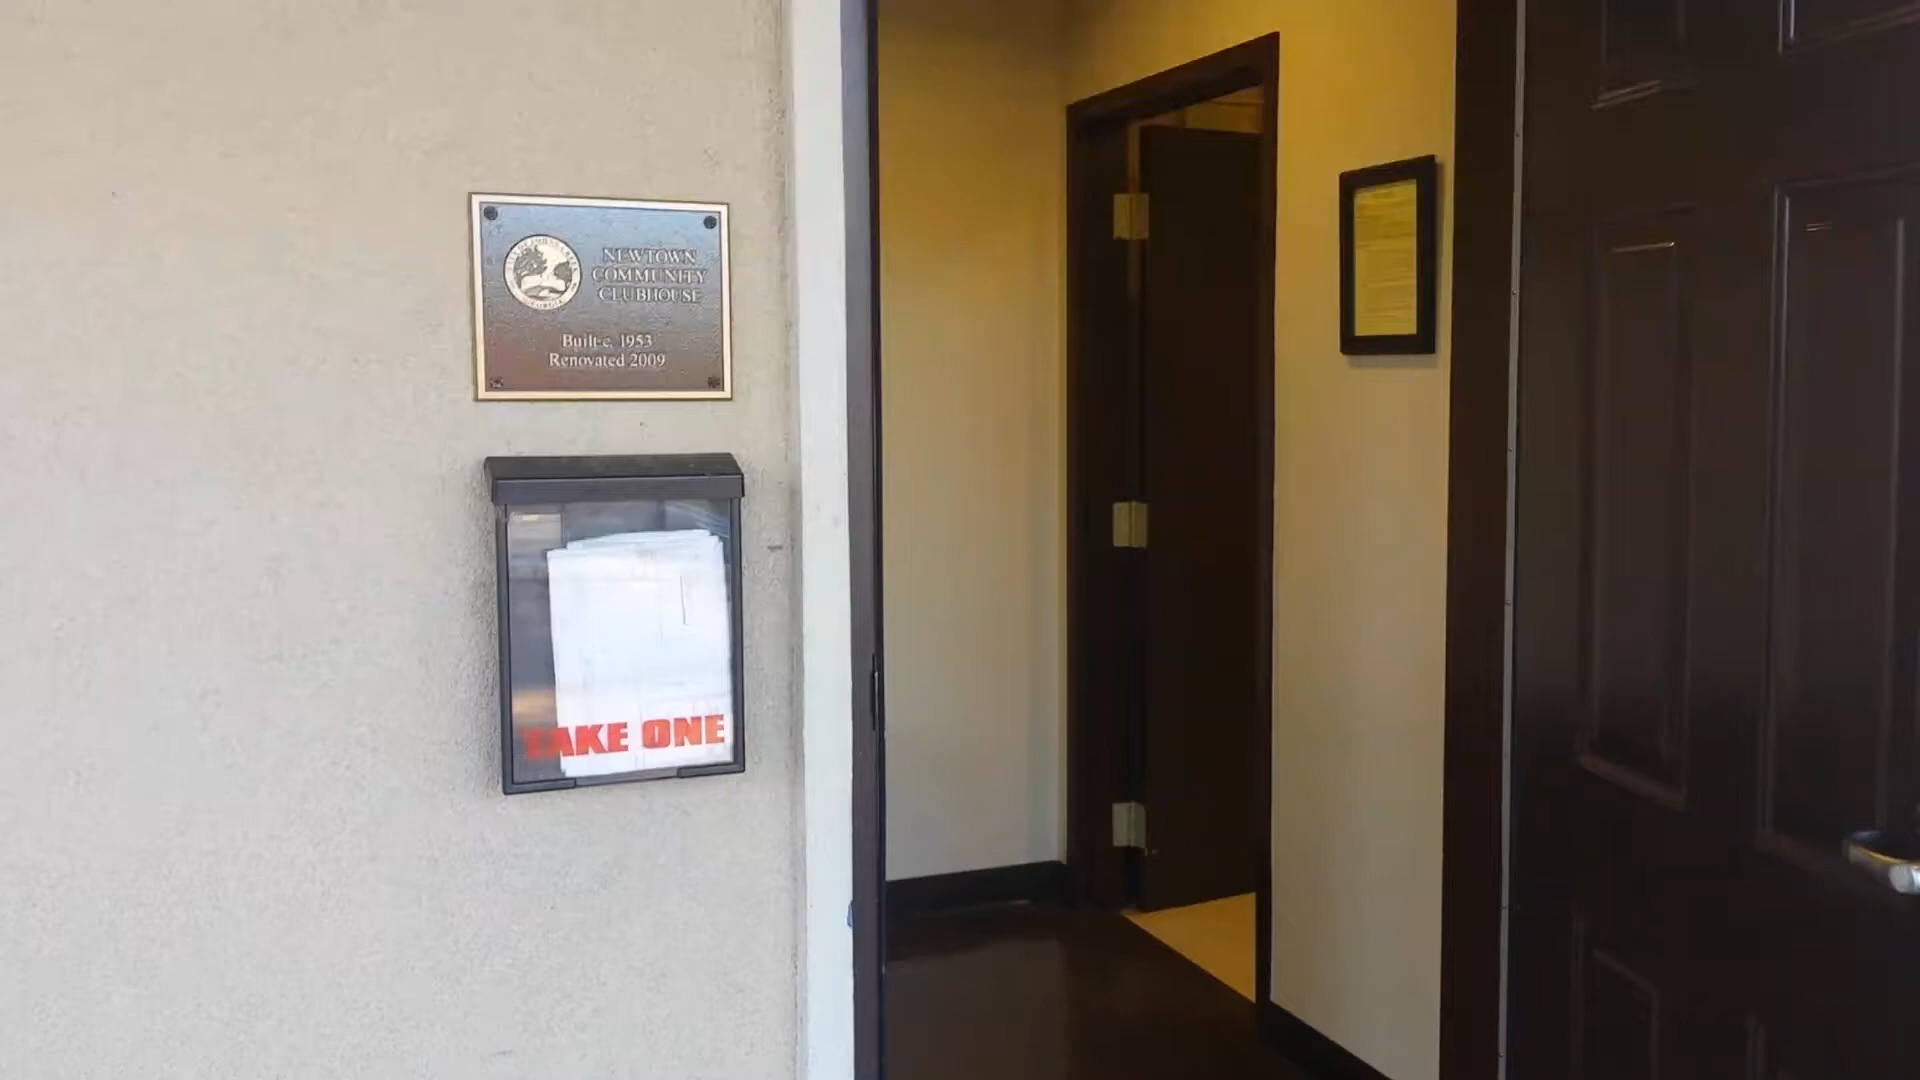 NEWTOWN
COMMUNITY
CLUBHOUSE
Built c. 1953
Renovated 2009
TAKE ONE